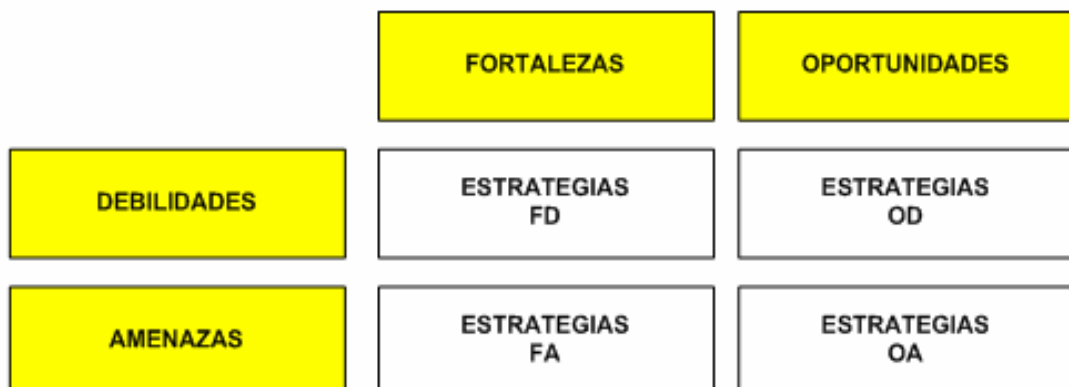 FORTALEZAS
OPORTUNIDADES
DEBILIDADES
ESTRATEGIAS
FD
ESTRATEGIAS
OD
AMENAZAS
ESTRATEGIAS
FA
ESTRATEGIAS
OA